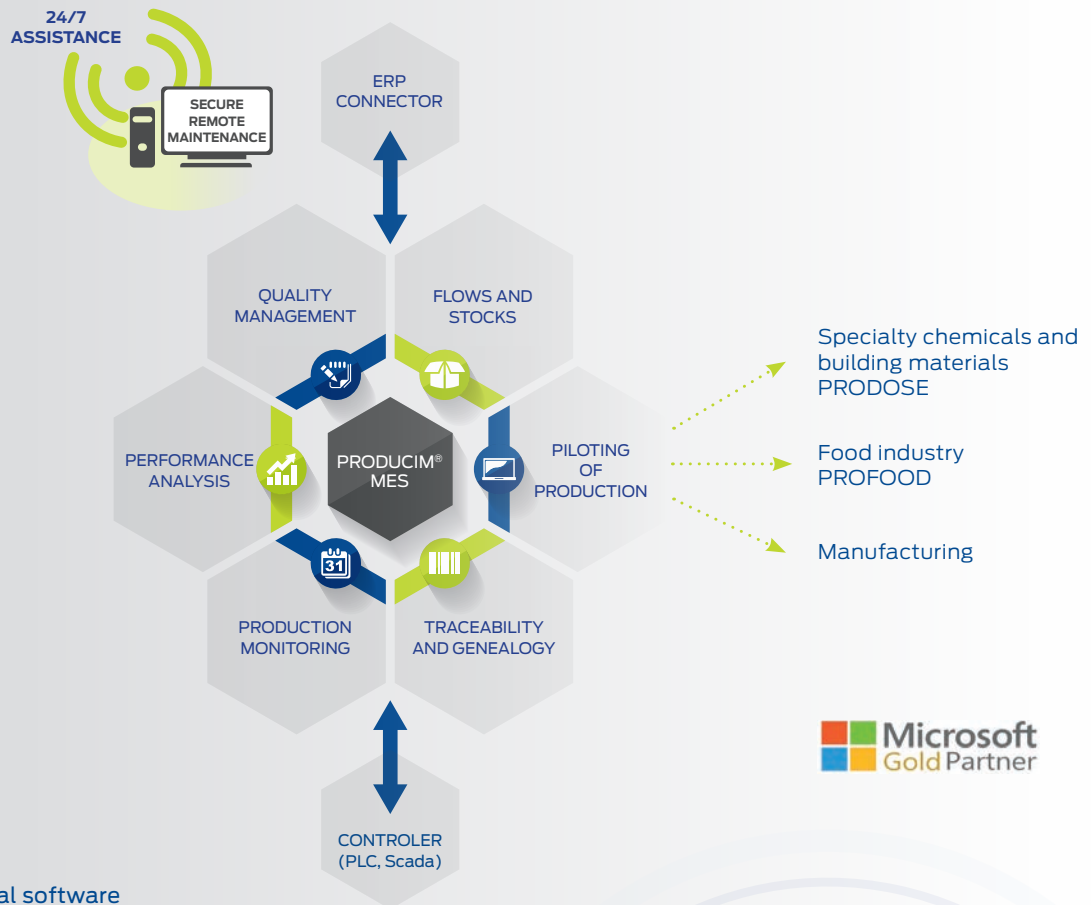 24/7
ASSISTANCE
SECURE
REMOTE
MAINTENANCE
ERP
CONNECTOR
QUALITY
MANAGEMENT
FLOWS AND
STOCKS
PERFORMANCE
ANALYSIS
PRODUCIM®
MES
PILOTING
OF
PRODUCTION
31
PRODUCTION
MONITORING
TRACEABILITY
AND GENEALOGY
CONTROLER
(PLC, Scada)
Specialty chemicals and
building materials
PRODOSE
Food industry
PROFOOD
Manufacturing
Microsoft
Gold Partner
software